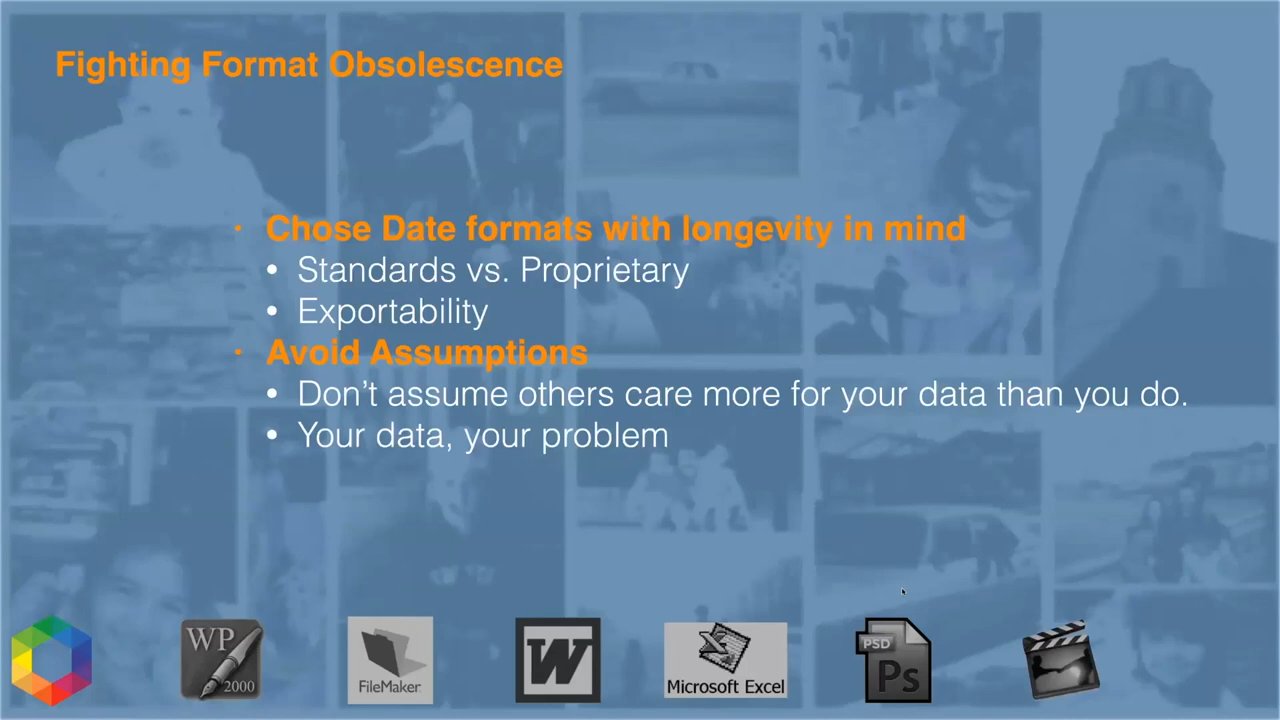 Fighting Format Obsolescence
· Chose Date formats with longevity in mind
• Standards vs. Proprietary
• Exportability
· Avoid Assumptions
• Don’t assume others care more for your data than you do.
• Your data, your problem
WP
2000
FileMaker
W
Microsoft Excel
PSD
Ps